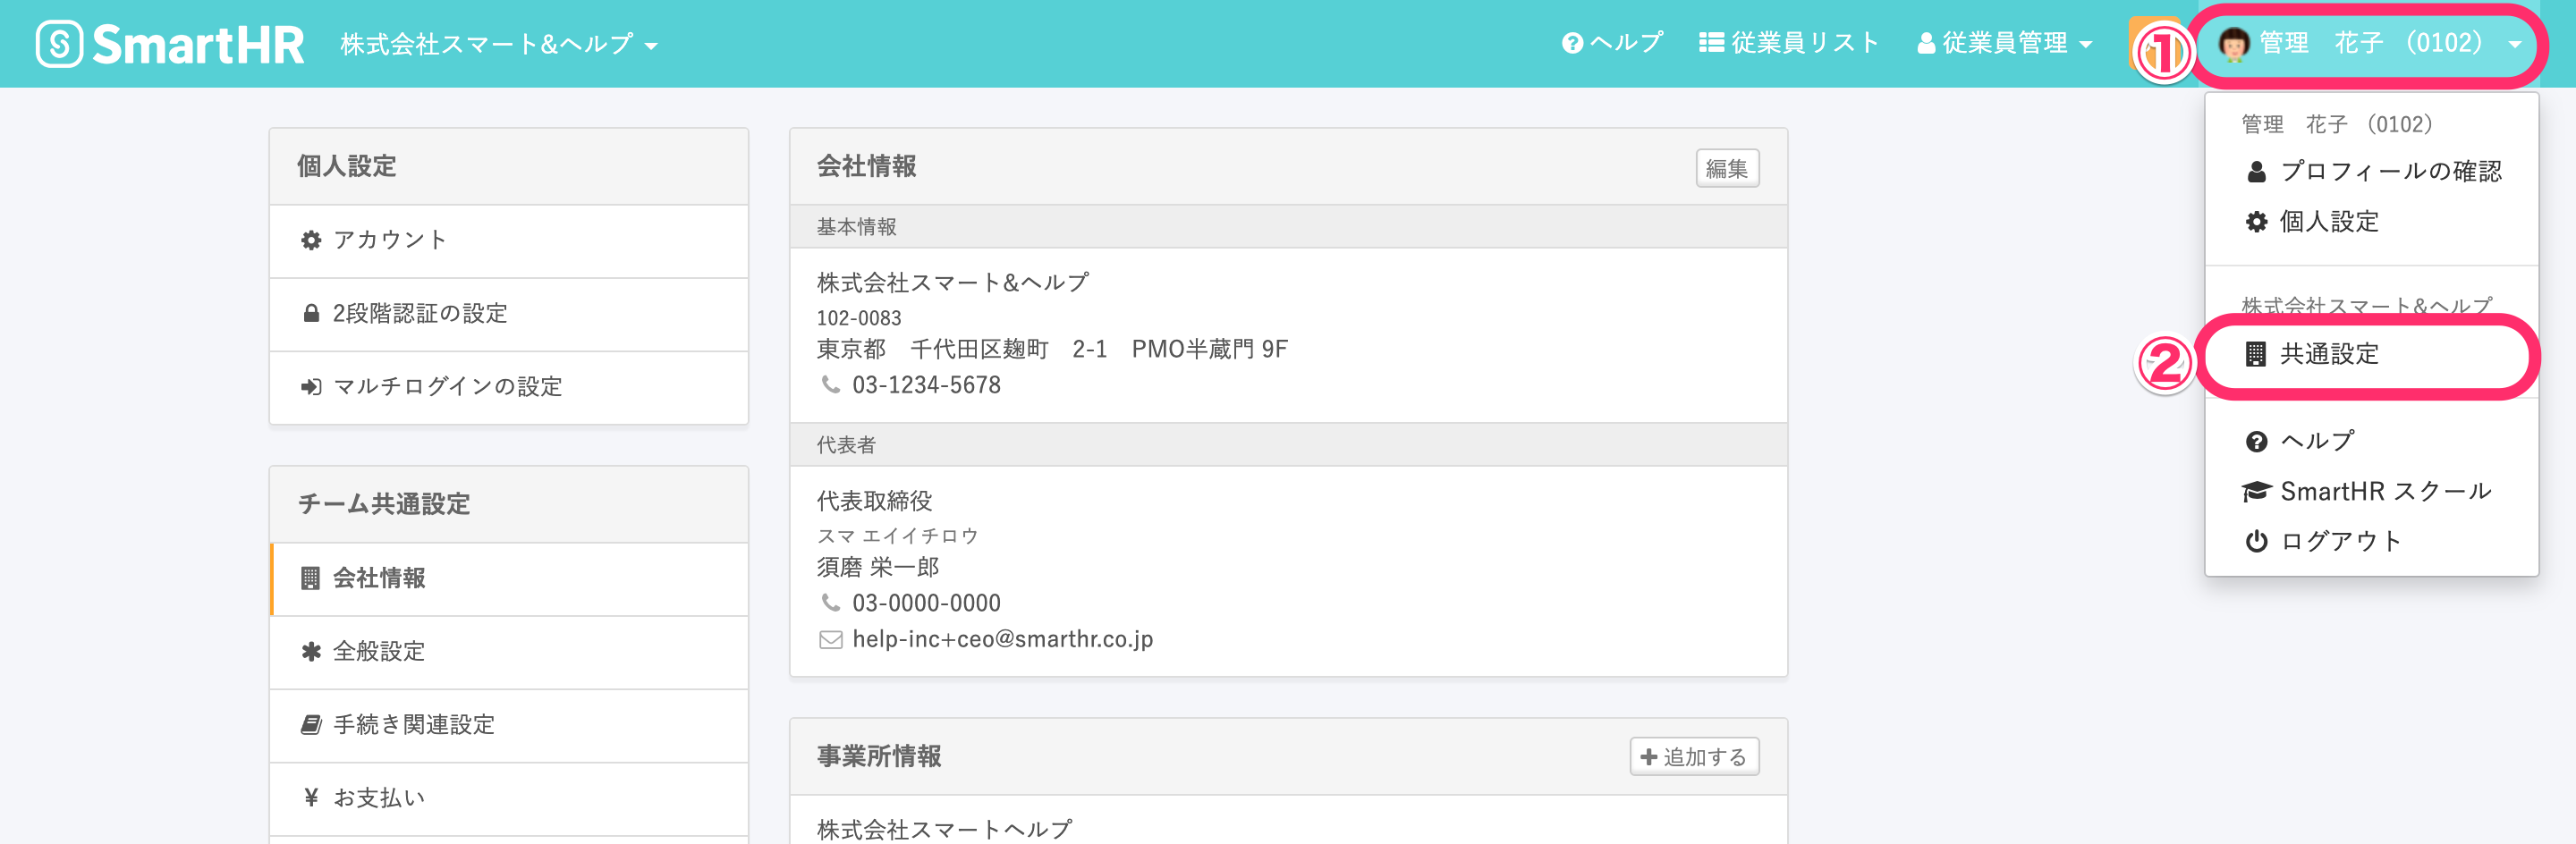 SmartHR 株式会社スマート&ヘルプ ヘルプ 従業員リスト 従業員管理 ① 管理 花子 （0102）
管理 花子 （0102）
プロフィールの確認
個人設定
株式会社スマート&ヘルプ
② 共通設定
ヘルプ
SmartHR スクール
ログアウト
個人設定
アカウント
2段階認証の設定
マルチログインの設定
チーム共通設定
会社情報
全般設定
手続き関連設定
¥ お支払い
会社情報 編集
基本情報
株式会社スマート&ヘルプ
102-0083
東京都 千代田区麹町 2-1 PMO半蔵門 9F
03-1234-5678
代表者
代表取締役
スマ エイイチロウ
須磨 栄一郎
03-0000-0000
help-inc+ceo@smarthr.co.jp
事業所情報 追加する
株式会社スマートヘルプ